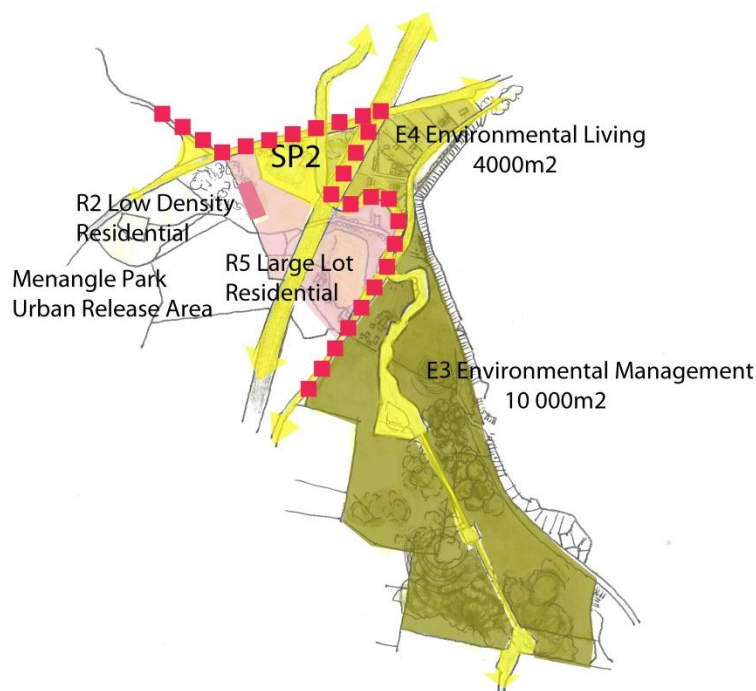 SP2
E4 Environmental Living
4000m2
R2 Low Density
Residential
Menangle Park
Urban Release Area
R5 Large Lot
Residential
E3 Environmental Management
10 000m2